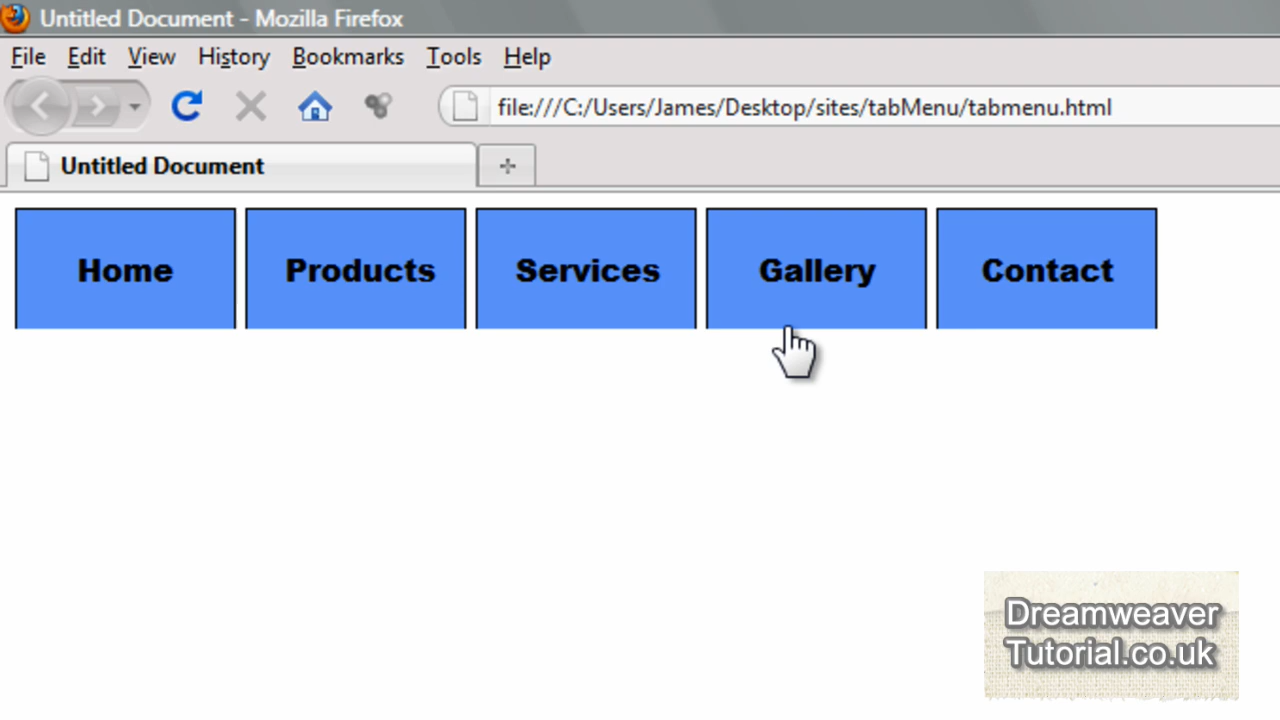 Untitled Document - Mozilla Firefox
File Edit View History Bookmarks Tools Help
file:///C:/Users/James/Desktop/sites/tabMenu/tabmenu.html
Untitled Document
Home Products Services Gallery Contact
Dreamweaver
Tutorial.co.uk